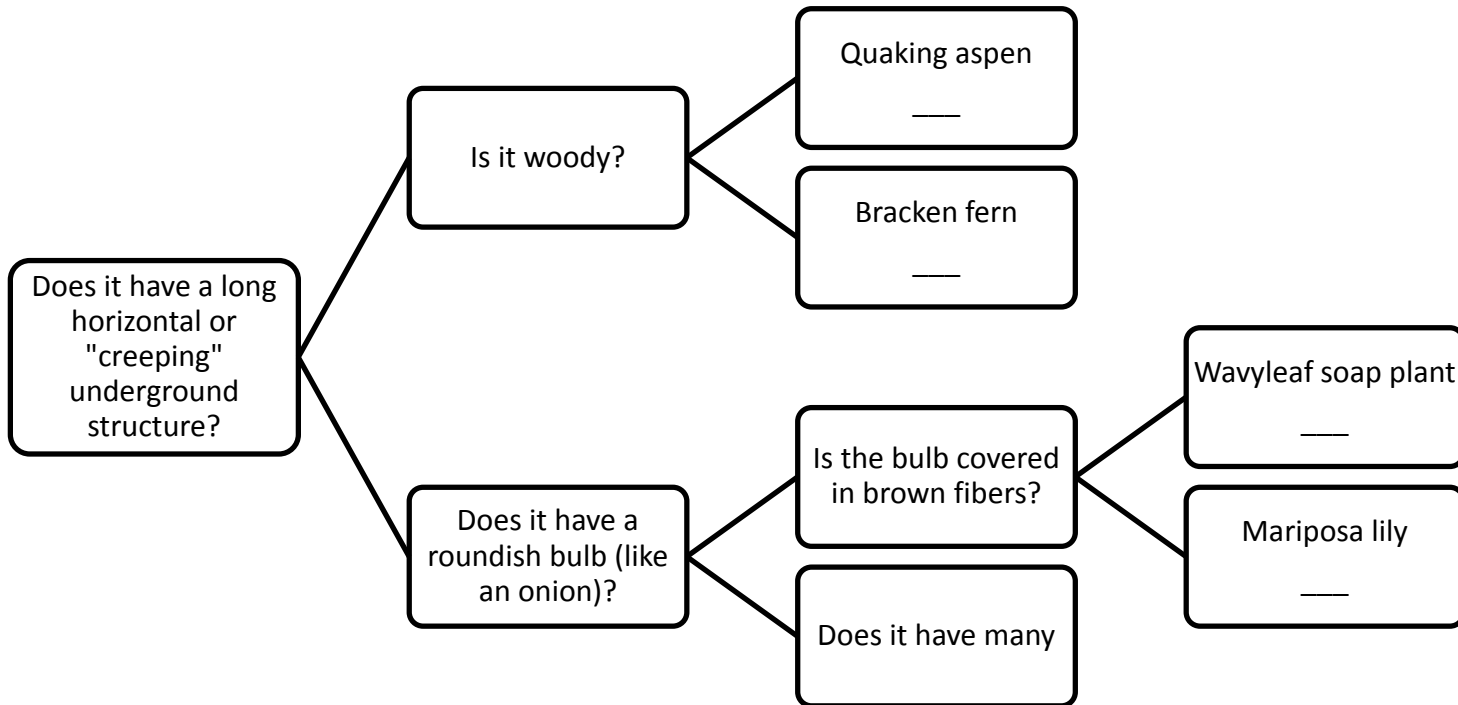 Does it have a long
horizontal or
"creeping"
underground
structure?
Is it woody?
Quaking aspen
___
Bracken fern
___
Does it have a
roundish bulb (like
an onion)?
Is the bulb covered
in brown fibers?
Wavyleaf soap plant
___
Mariposa lily
___
Does it have many